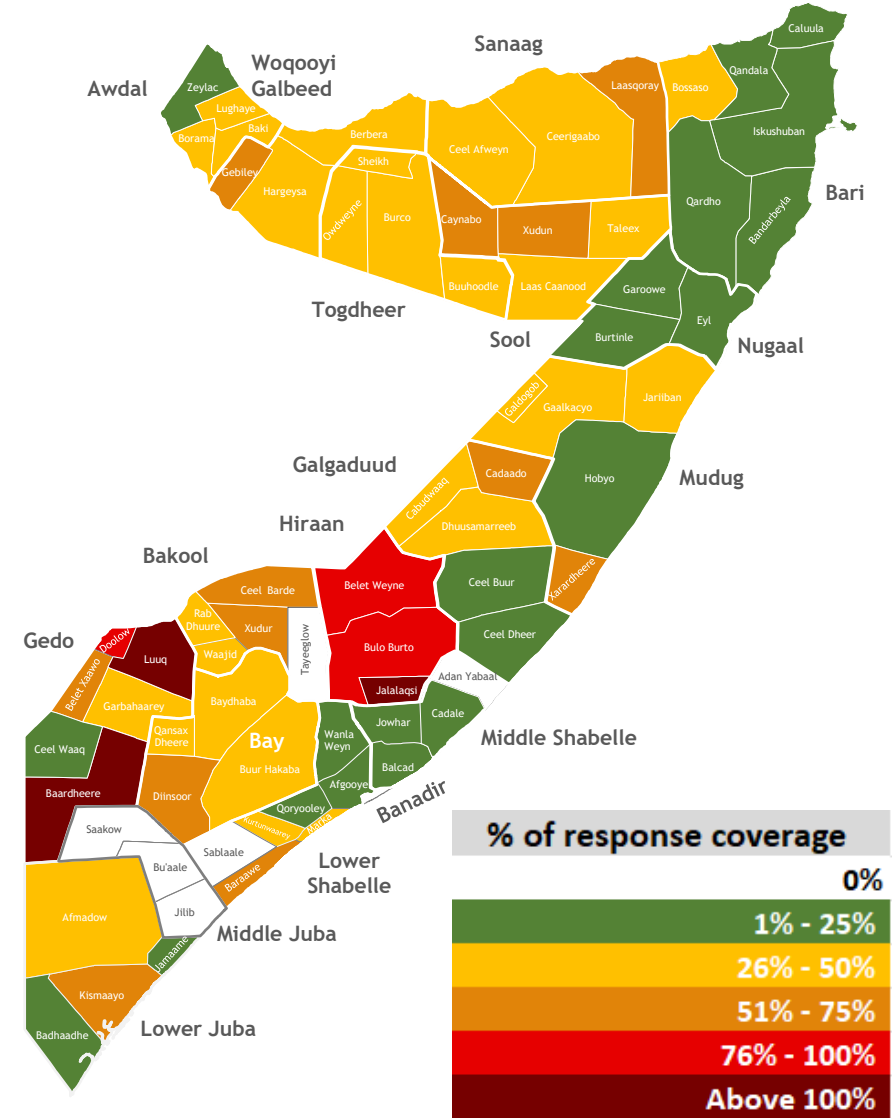 Caluula
Sanaag
Woqooyi
Galbeed
Awdal
Qandala
Zeylac
Laasqoray
Bossaso
Lughaye
Baki
Iskushuban
Borama
Berbera
Ceerigaabo
Ceel Afweyn
Sheikh
Gebiley
Hargeysa
Bari
Qardho
Owdweyne
Burco
Caynabo
Xudun
Taleex
Bandarbeyla
Buuhoodle
Laas Caanood
Garoowe
Togdheer
Eyl
Sool
Burtinle
Nugaal
Galdogob
Gaalkacyo
Jariiban
Galgaduud
Cadaado
Hobyo
Mudug
Cabudwaaq
Hiraan
Dhuusamarreeb
Bakool
Xarardheere
Ceel Barde
Belet Weyne
Ceel Buur
Rab
Dhuure
Xudur
Ceel Dheer
Gedo
Doolow
Luuq
Waajid
Tayeeglow
Bulo Burto
Belet Xaawo
Adan Yabaal
Jalalaqsi
Garbahaarey
Baydhaba
Cadale
Jowhar
Qansax
Dheere
Wanla
Weyn
Middle Shabelle
Bay
Ceel Waaq
Buur Hakaba
Balcad
Afgooye
Banadir
Baardheere
Diinsoor
Qoryooley
Kurtunwaarey
Marka
Saakow
Sablaale
Lower
Shabelle
Bu'aale
Baraawe
Jilib
Afmadow
Middle Juba
Jamaame
Kismaayo
Lower Juba
Badhaadhe
% of response coverage
0%
1% - 25%
26% - 50%
51% - 75%
76% - 100%
Above 100%